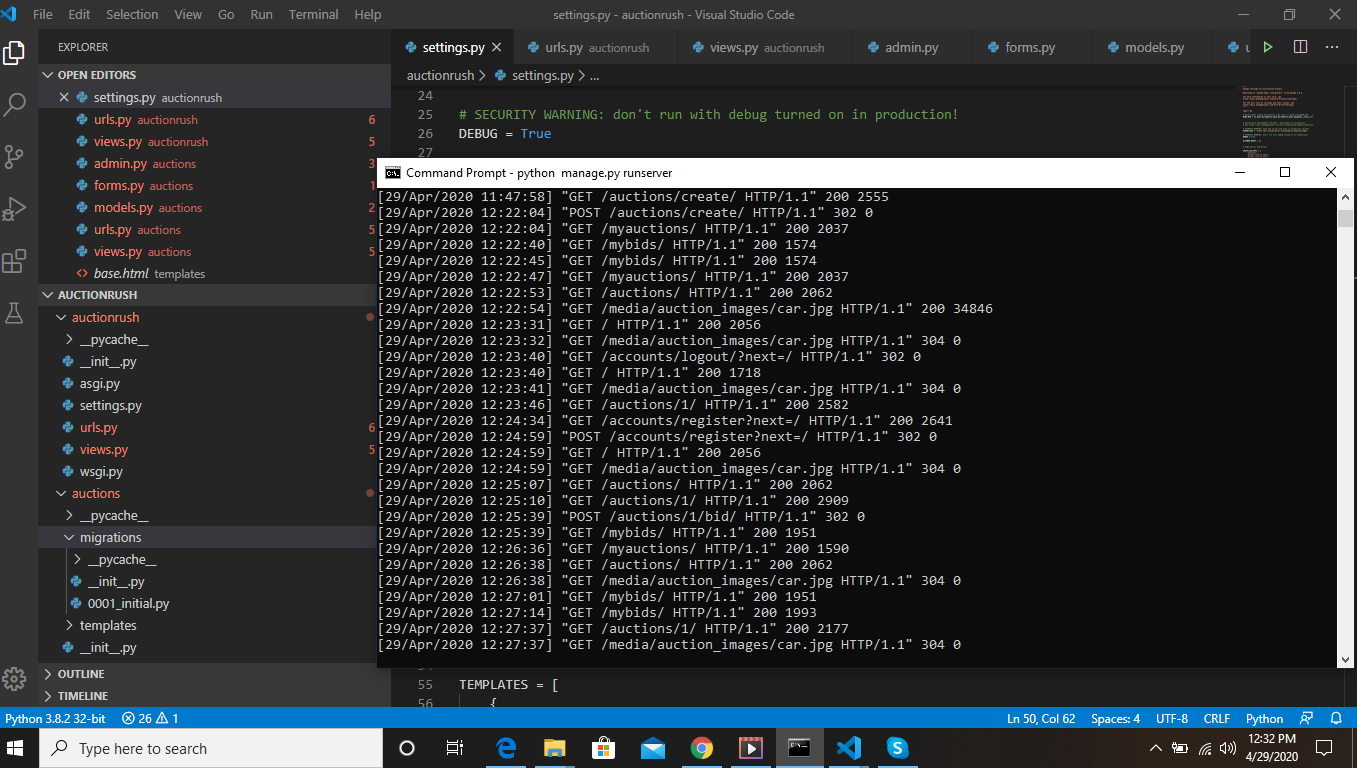 File Edit Selection View Go Run Terminal Help settings.py - auctionrush - Visual Studio Code
EXPLORER
OPEN EDITORS
settings.py auctionrush
urls.py auctionrush 6
views.py auctionrush 5
admin.py auctions 3
forms.py auctions 1
models.py auctions 2
urls.py auctions 5
views.py auctions 5
base.html templates
AUCTIONRUSH
auctionrush
__pycache__
__init__.py
asgi.py
settings.py
urls.py 6
views.py 5
wsgi.py
auctions
__pycache__
migrations
__pycache__
__init__.py
0001_initial.py
templates
__init__.py
OUTLINE
TIMELINE
settings.py urls.py auctionrush views.py auctionrush admin.py forms.py models.py
auctionrush > settings.py > ...
24
25 # SECURITY WARNING: don't run with debug turned on in production!
26 DEBUG = True
27
Command Prompt - python manage.py runserver
[29/Apr/2020 11:47:58] "GET /auctions/create/ HTTP/1.1" 200 2555
[29/Apr/2020 12:22:04] "POST /auctions/create/ HTTP/1.1" 302 0
[29/Apr/2020 12:22:04] "GET /myauctions/ HTTP/1.1" 200 2037
[29/Apr/2020 12:22:40] "GET /mybids/ HTTP/1.1" 200 1574
[29/Apr/2020 12:22:45] "GET /mybids/ HTTP/1.1" 200 1574
[29/Apr/2020 12:22:47] "GET /myauctions/ HTTP/1.1" 200 2037
[29/Apr/2020 12:22:53] "GET /auctions/ HTTP/1.1" 200 2062
[29/Apr/2020 12:22:54] "GET /media/auction_images/car.jpg HTTP/1.1" 200 34846
[29/Apr/2020 12:23:31] "GET / HTTP/1.1" 200 2056
[29/Apr/2020 12:23:32] "GET /media/auction_images/car.jpg HTTP/1.1" 304 0
[29/Apr/2020 12:23:40] "GET /accounts/logout/?next=/ HTTP/1.1" 302 0
[29/Apr/2020 12:23:40] "GET / HTTP/1.1" 200 1718
[29/Apr/2020 12:23:41] "GET /media/auction_images/car.jpg HTTP/1.1" 304 0
[29/Apr/2020 12:23:46] "GET /auctions/1/ HTTP/1.1" 200 2582
[29/Apr/2020 12:24:34] "GET /accounts/register?next=/ HTTP/1.1" 200 2641
[29/Apr/2020 12:24:59] "POST /accounts/register?next=/ HTTP/1.1" 302 0
[29/Apr/2020 12:24:59] "GET / HTTP/1.1" 200 2056
[29/Apr/2020 12:24:59] "GET /media/auction_images/car.jpg HTTP/1.1" 304 0
[29/Apr/2020 12:25:07] "GET /auctions/ HTTP/1.1" 200 2062
[29/Apr/2020 12:25:10] "GET /auctions/1/ HTTP/1.1" 200 2909
[29/Apr/2020 12:25:39] "POST /auctions/1/bid/ HTTP/1.1" 302 0
[29/Apr/2020 12:25:39] "GET /mybids/ HTTP/1.1" 200 1951
[29/Apr/2020 12:26:36] "GET /myauctions/ HTTP/1.1" 200 1590
[29/Apr/2020 12:26:38] "GET /auctions/ HTTP/1.1" 200 2062
[29/Apr/2020 12:26:38] "GET /media/auction_images/car.jpg HTTP/1.1" 304 0
[29/Apr/2020 12:27:01] "GET /mybids/ HTTP/1.1" 200 1951
[29/Apr/2020 12:27:14] "GET /mybids/ HTTP/1.1" 200 1993
[29/Apr/2020 12:27:37] "GET /auctions/1/ HTTP/1.1" 200 2177
[29/Apr/2020 12:27:37] "GET /media/auction_images/car.jpg HTTP/1.1" 304 0
55 TEMPLATES = [
56 {
Python 3.8.2 32-bit 26 1 Ln 50, Col 62 Spaces: 4 UTF-8 CRLF Python
Type here to search
12:32 PM
4/29/2020